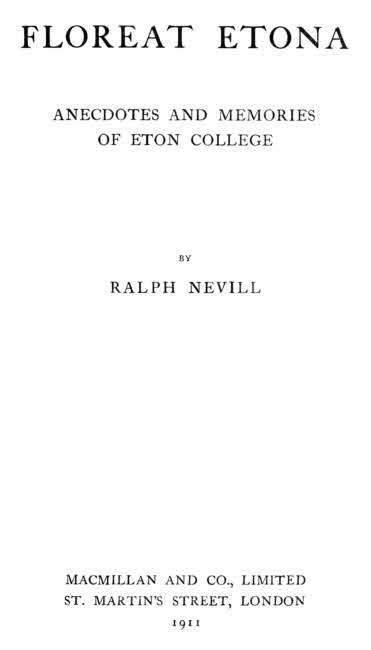 FLOREAT ETONA
ANECDOTES AND MEMORIES
OF ETON COLLEGE
BY
RALPH NEVILL
MACMILLAN AND CO., LIMITED
ST. MARTIN'S STREET, LONDON
1911